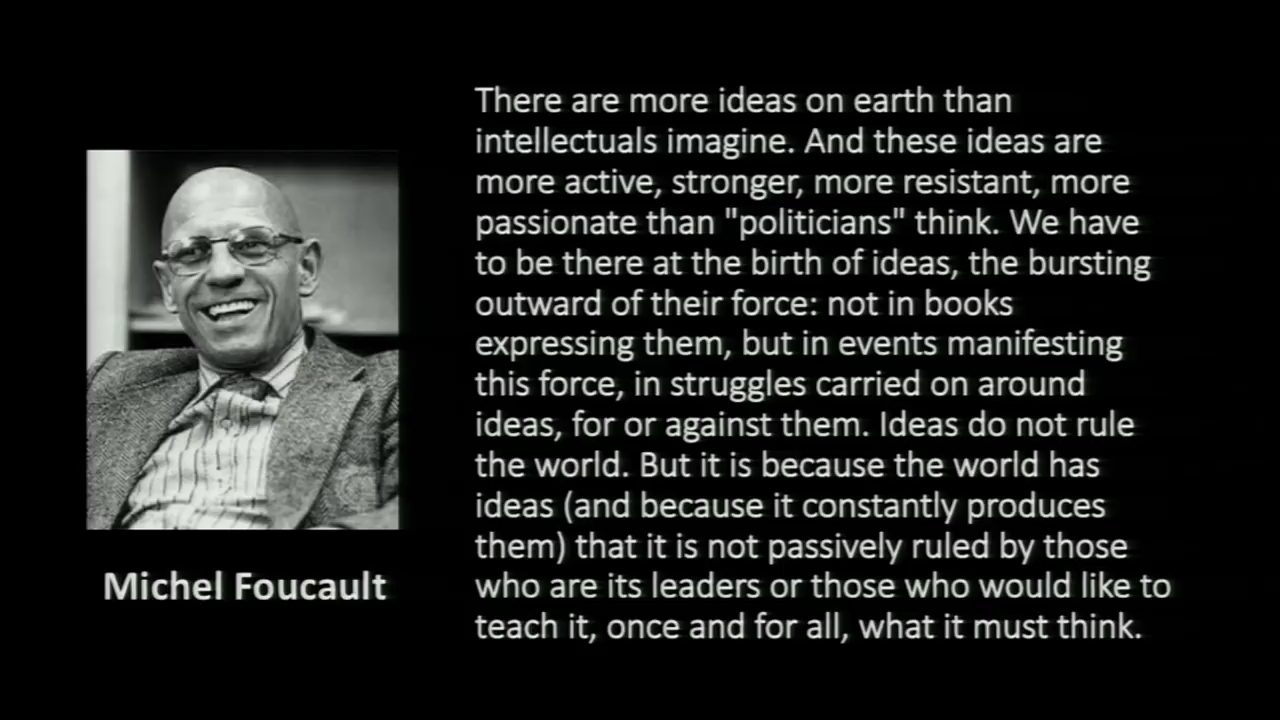 There are more ideas on earth than
intellectuals imagine. And these ideas are
more active, stronger, more resistant, more
passionate than "politicians" think. We have
to be there at the birth of ideas, the bursting
outward of their force: not in books
expressing them, but in events manifesting
this force, in struggles carried on around
ideas, for or against them. Ideas do not rule
the world. But it is because the world has
ideas (and because it constantly produces
them) that it is not passively ruled by those
who are its leaders or those who would like to
teach it, once and for all, what it must think.
Michel Foucault